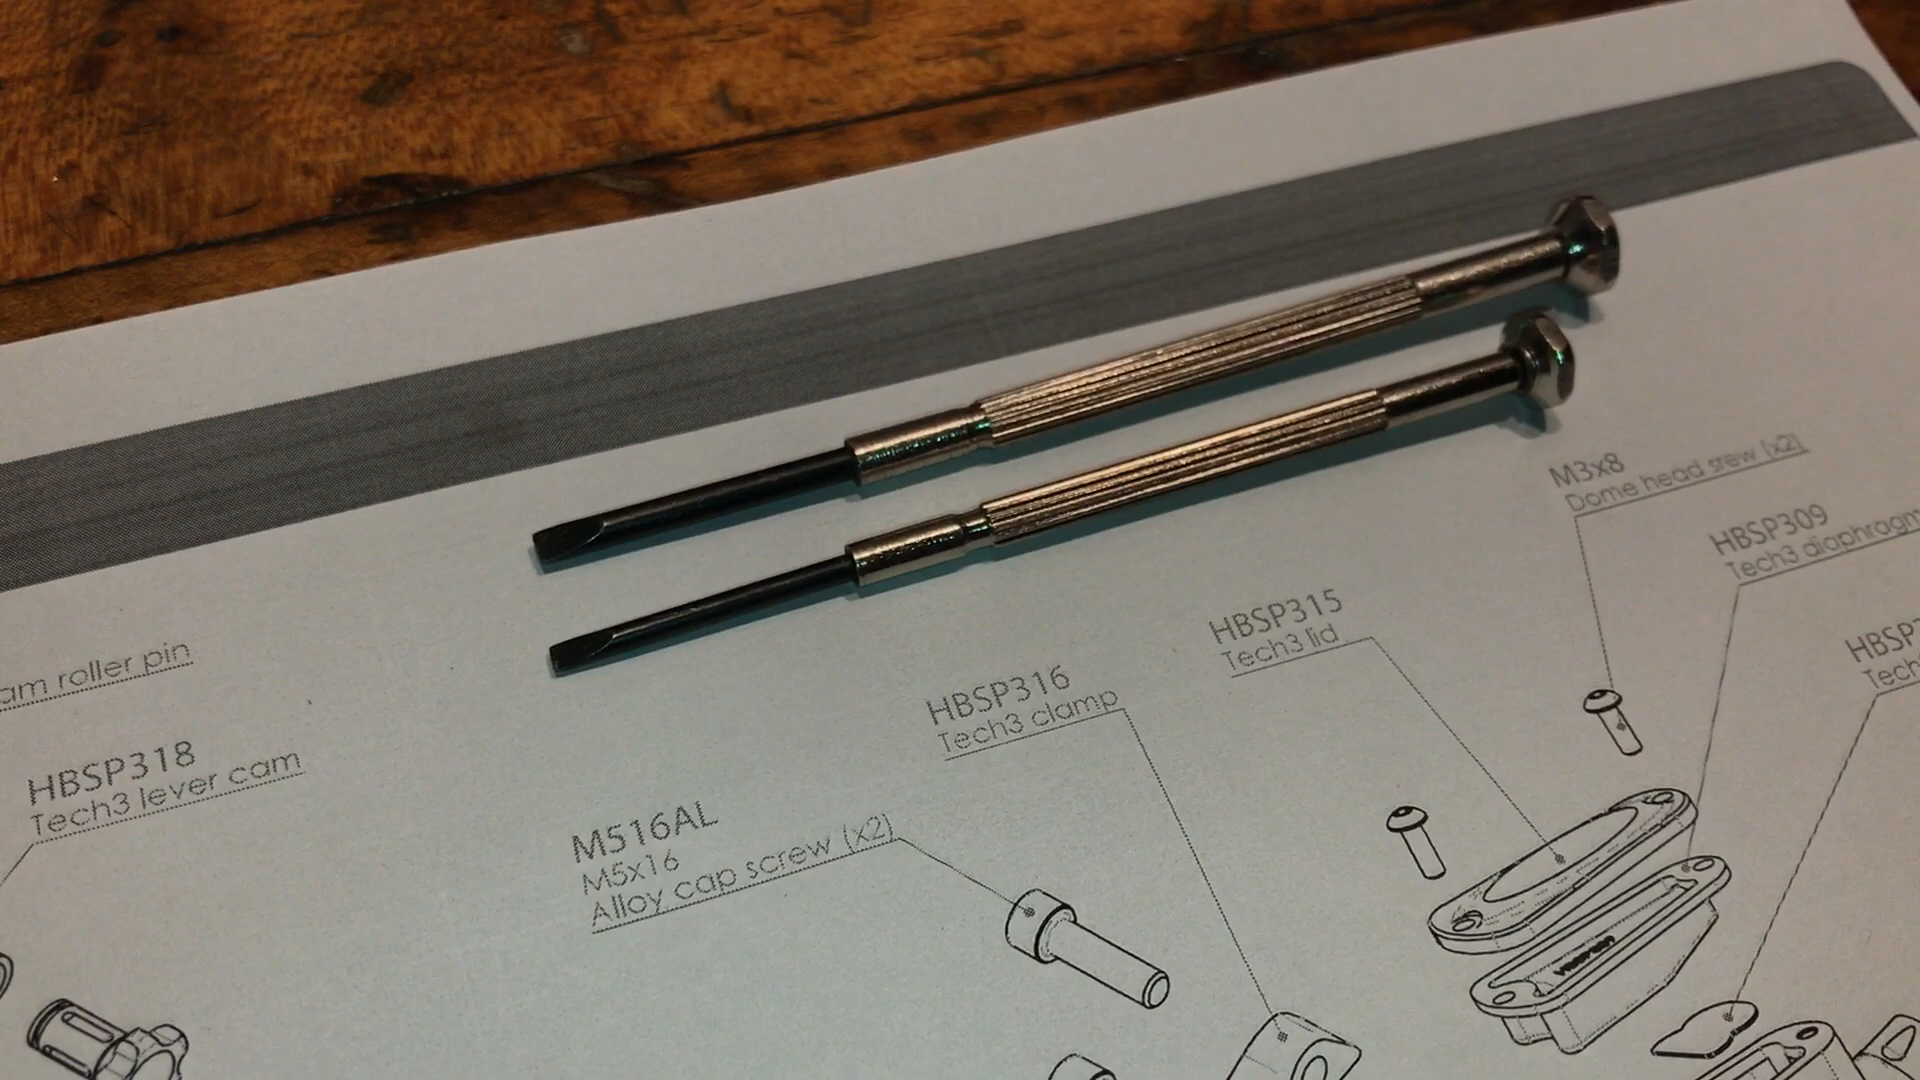 M3x8
Dome head srew (x2)
HBSP309
Tech3 diaphragm
HBSP315
Tech3 lid
am roller pin
HBSP316
Tech3 clamp
HBSP318
Tech3 lever cam
M516AL
M5x16
Alloy cap screw (x2)